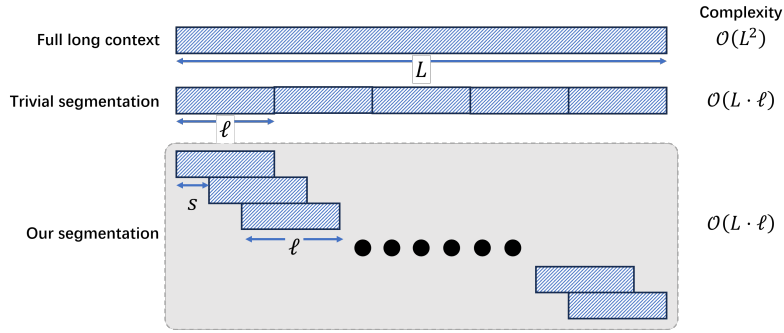 Complexity
Full long context 𝒪(L²)
L
Trivial segmentation 𝒪(L · ℓ)
ℓ
s
Our segmentation 𝒪(L · ℓ)
ℓ